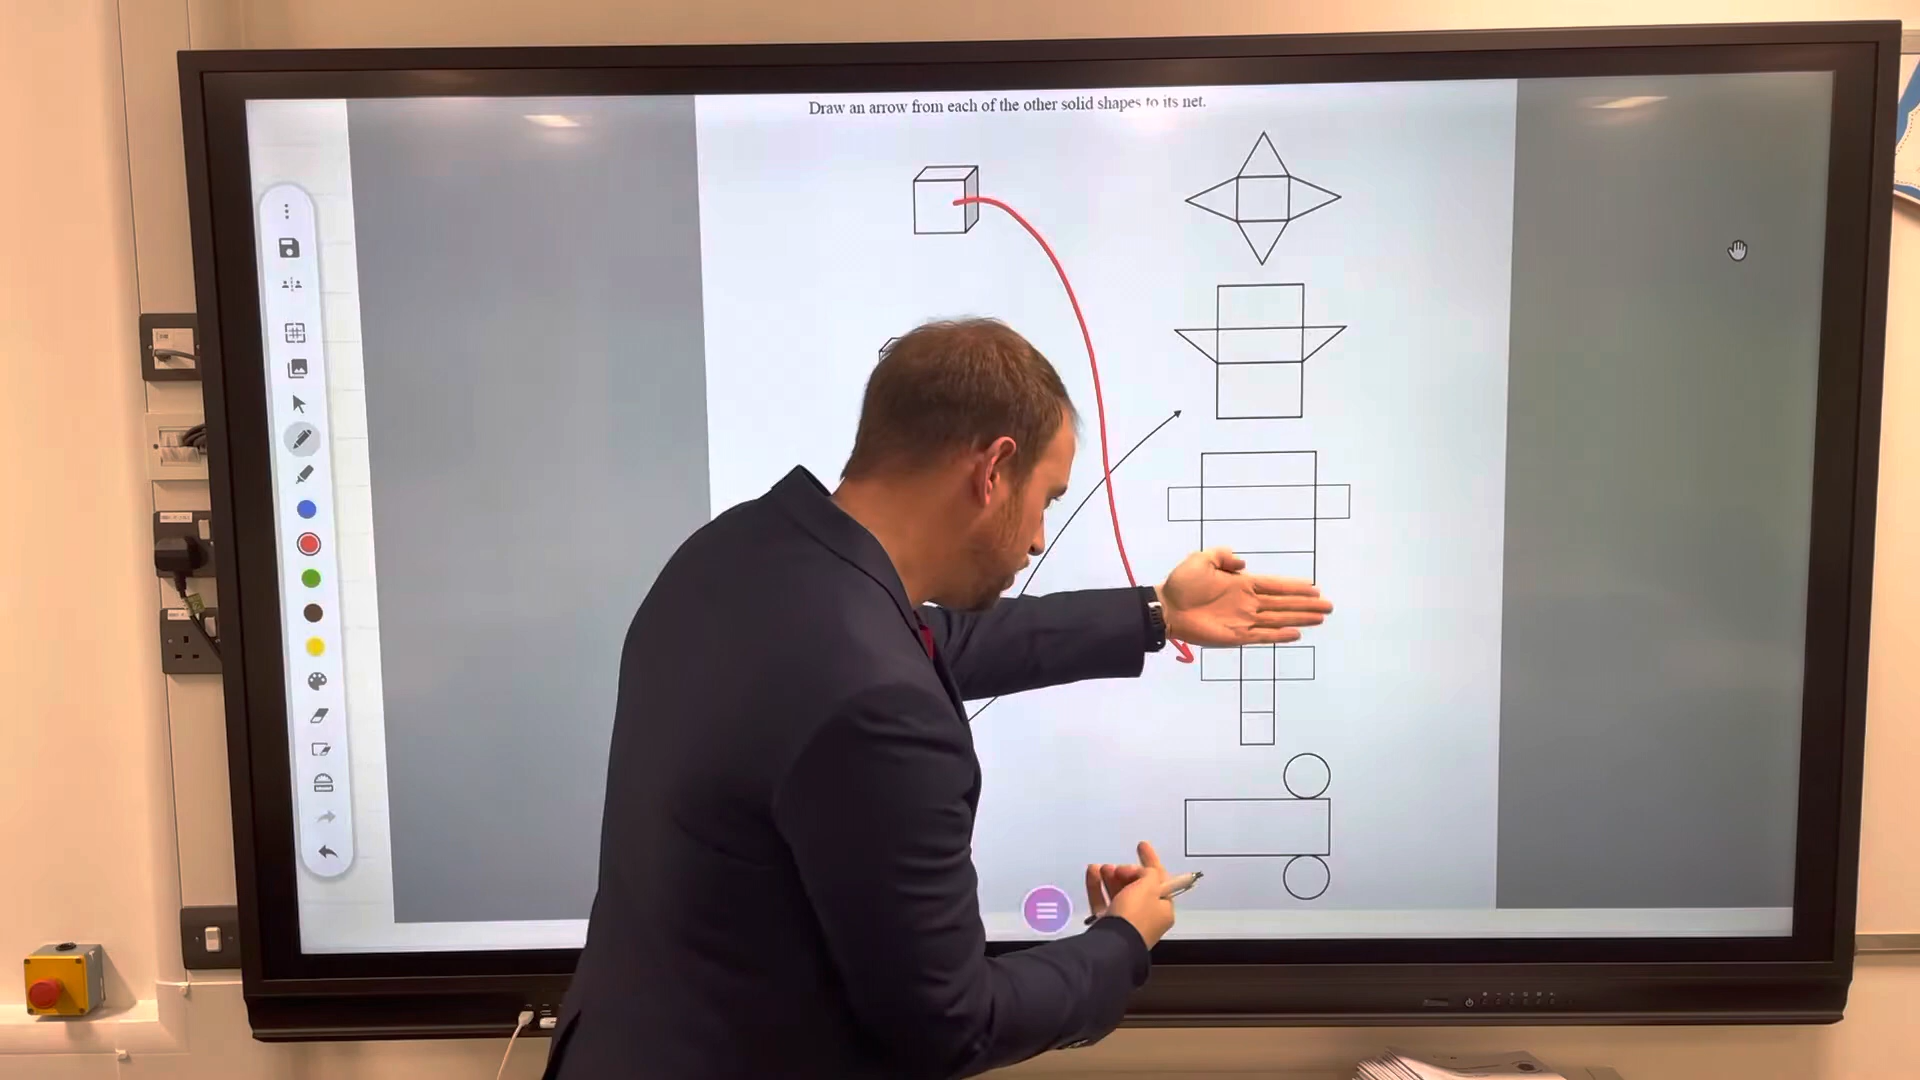 Draw an arrow from each of the other solid shapes to its net.